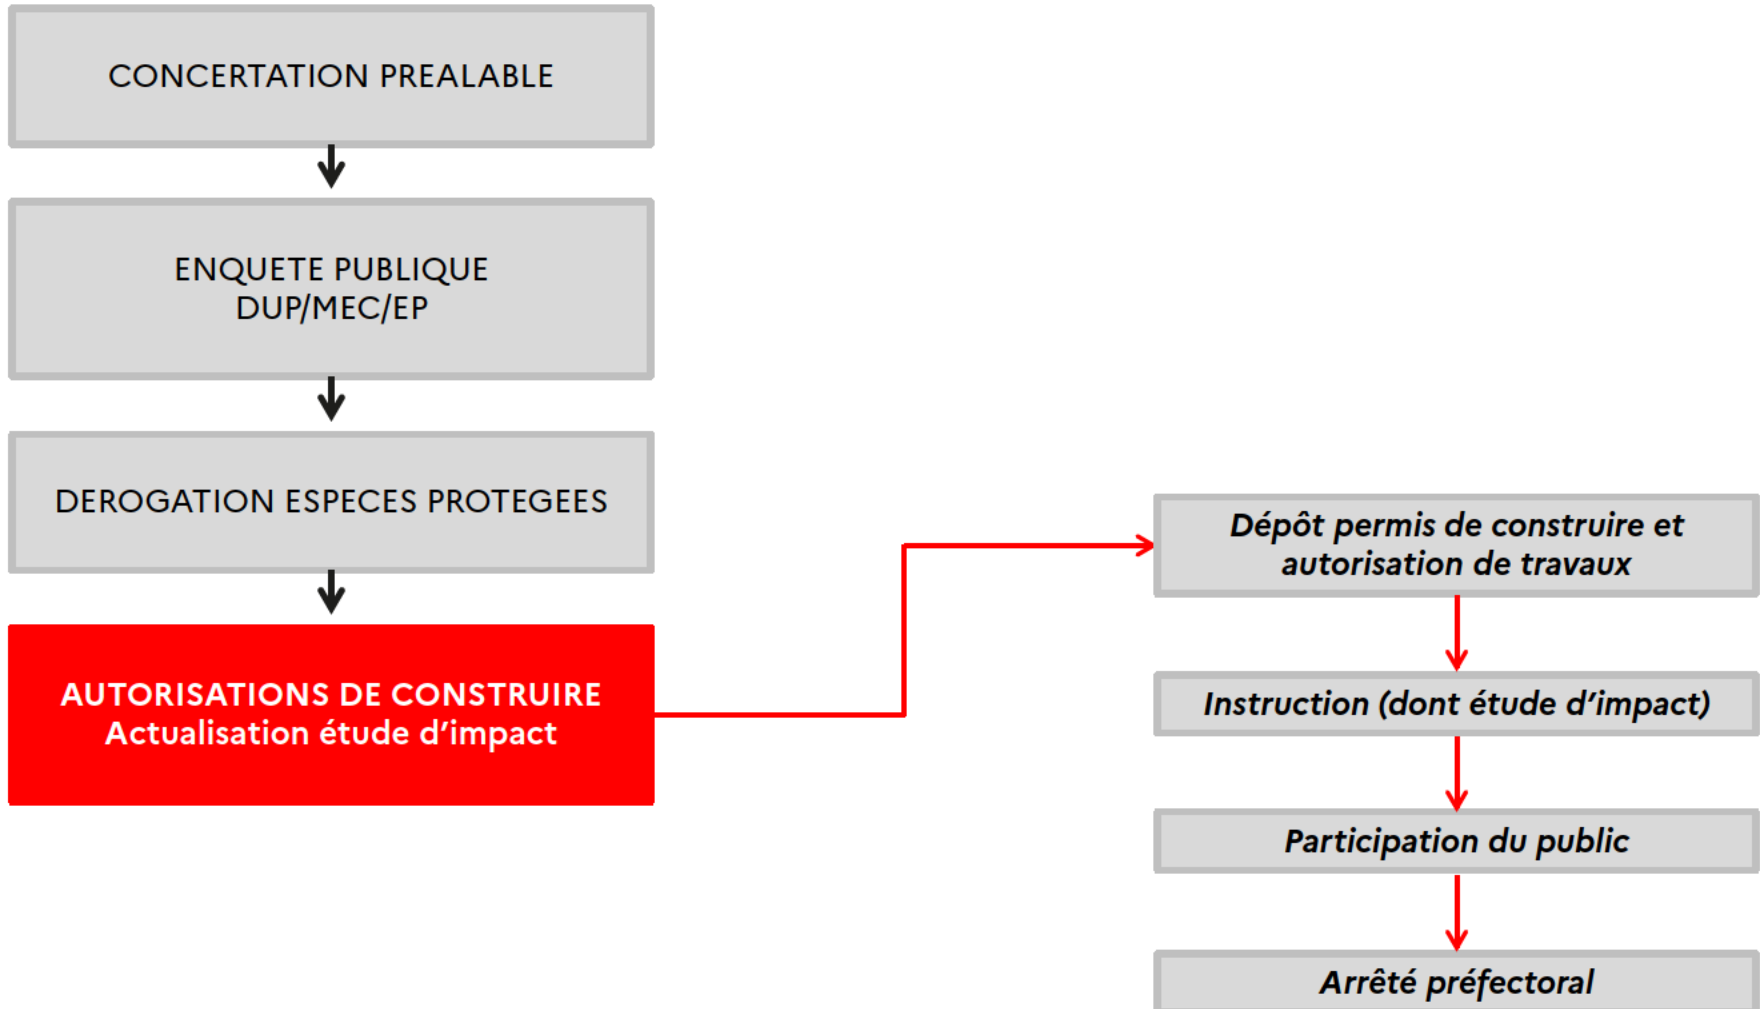 CONCERTATION PREALABLE
ENQUETE PUBLIQUE
DUP/MEC/EP
DEROGATION ESPECES PROTEGEES
AUTORISATIONS DE CONSTRUIRE
Actualisation étude d’impact
Dépôt permis de construire et
autorisation de travaux
Instruction (dont étude d’impact)
Participation du public
Arrêté préfectoral